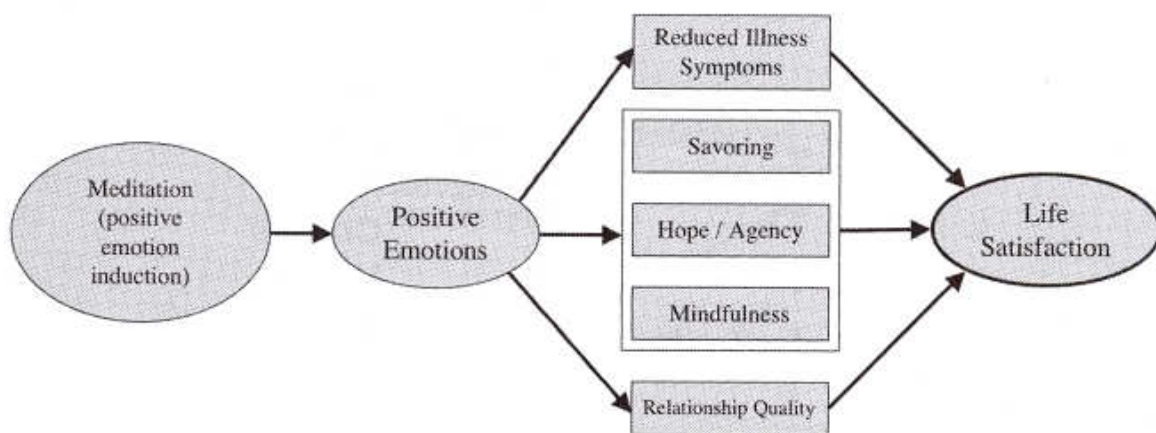 Meditation
(positive
emotion
induction)
Positive
Emotions
Reduced Illness
Symptoms
Savoring
Hope / Agency
Mindfulness
Relationship Quality
Life
Satisfaction